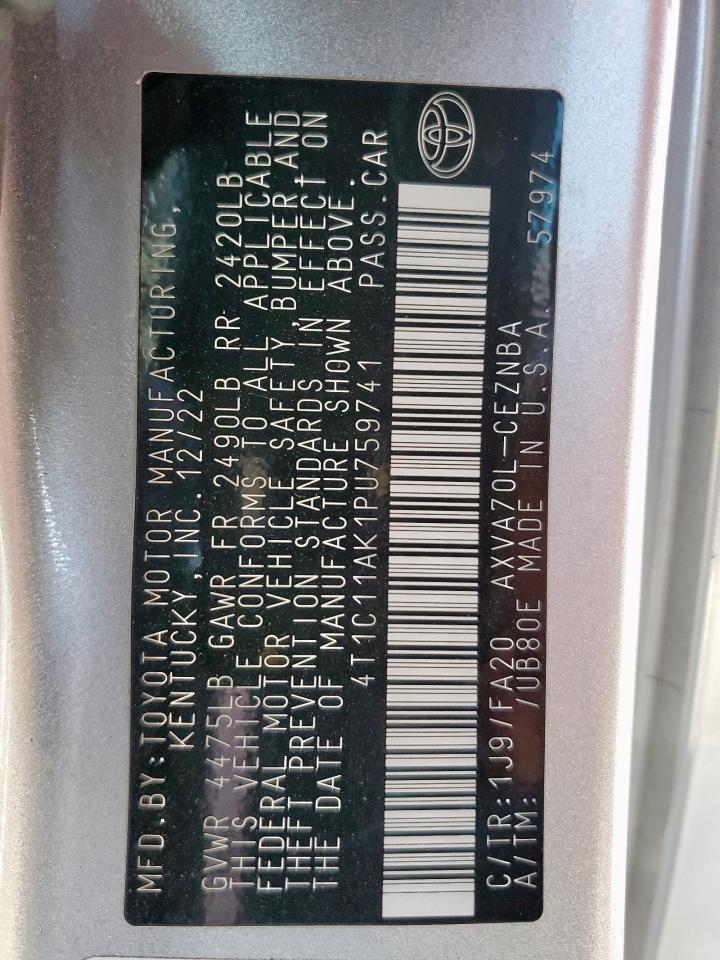 MFD.BY:TOYOTA MOTOR MANUFACTURING,
KENTUCKY,INC.12/22
GVWR 4475LB GAWR FR 2490LB RR 2420LB
THIS VEHICLE CONFORMS TO ALL APPLICABLE
FEDERAL MOTOR VEHICLE SAFETY,BUMPER,AND
THEFT PREVENTION STANDARDS IN EFFECT ON
THE DATE OF MANUFACTURE SHOWN ABOVE.
4T1C11AK1PU759741 PASS.CAR
C/TR:1J9/FA20 AXVA70L-CEZNBA
A/TM: /UB80E MADE IN U.S.A. 57974